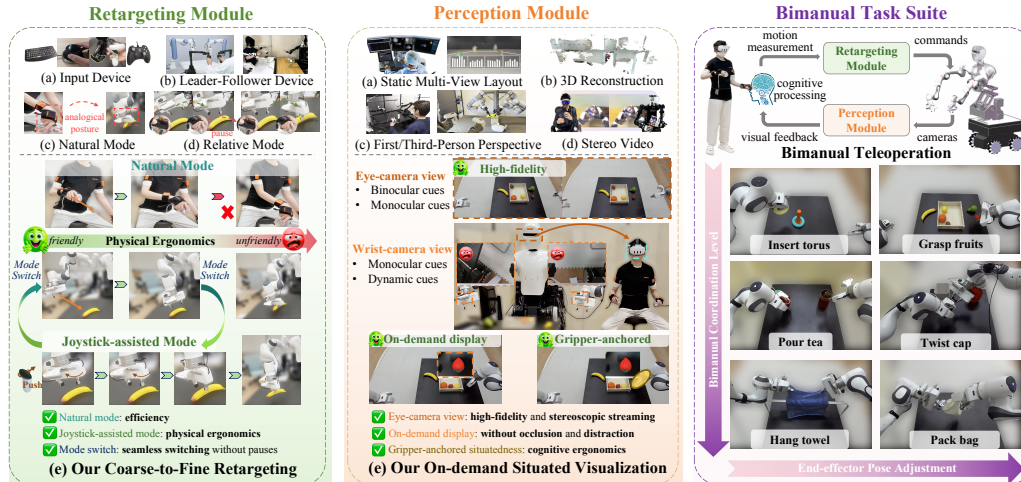 Retargeting Module
(a) Input Device
(b) Leader-Follower Device
analogical
posture
pause
(c) Natural Mode
(d) Relative Mode
Natural Mode
friendly
Physical Ergonomics
unfriendly
Mode
Switch
Mode
Switch
Joystick-assisted Mode
Push
Natural mode: efficiency
Joystick-assisted mode: physical ergonomics
Mode switch: seamless switching without pauses
(e) Our Coarse-to-Fine Retargeting
Perception Module
(a) Static Multi-View Layout
(b) 3D Reconstruction
(c) First/Third-Person Perspective
(d) Stereo Video
Eye-camera view
• Binocular cues
• Monocular cues
High-fidelity
Wrist-camera view
• Monocular cues
• Dynamic cues
On-demand display
Gripper-anchored
Eye-camera view: high-fidelity and stereoscopic streaming
On-demand display: without occlusion and distraction
Gripper-anchored situatedness: cognitive ergonomics
(e) Our On-demand Situated Visualization
Bimanual Task Suite
motion
measurement
Retargeting
Module
commands
cognitive
processing
Perception
Module
visual feedback
cameras
Bimanual Teleoperation
Bimanual Coordination Level
Insert torus
Grasp fruits
Pour tea
Twist cap
Hang towel
Pack bag
End-effector Pose Adjustment